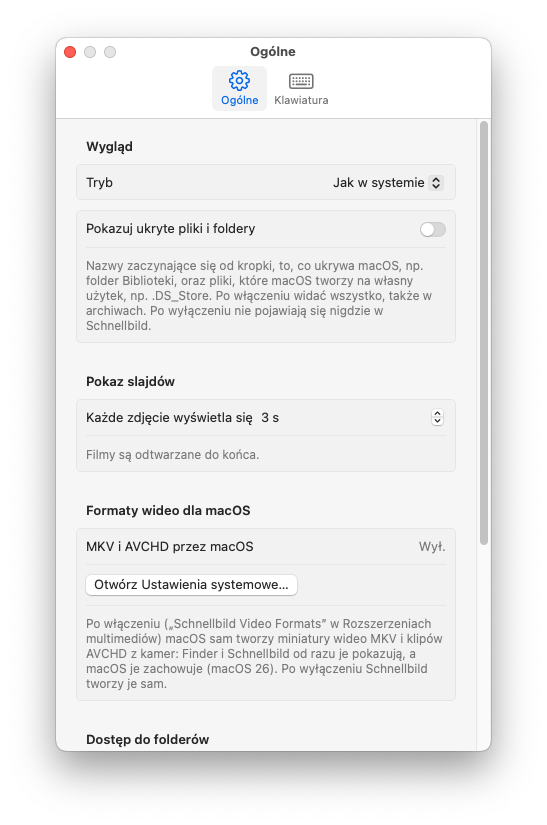 Ogólne
Ogólne
Klawiatura
Wygląd
Tryb
Jak w systemie
Pokazuj ukryte pliki i foldery
Nazwy zaczynające się od kropki, to, co ukrywa macOS, np.
folder Biblioteki, oraz pliki, które macOS tworzy na własny
użytek, np. .DS_Store. Po włączeniu widać wszystko, także w
archiwach. Po wyłączeniu nie pojawiają się nigdzie w
Schnellbild.
Pokaz slajdów
Każde zdjęcie wyświetla się 3 s
Filmy są odtwarzane do końca.
Formaty wideo dla macOS
MKV i AVCHD przez macOS
Wył.
Otwórz Ustawienia systemowe...
Po włączeniu („Schnellbild Video Formats” w Rozszerzeniach
multimediów) macOS sam tworzy miniatury wideo MKV i klipów
AVCHD z kamer: Finder i Schnellbild od razu je pokazują, a
macOS je zachowuje (macOS 26). Po wyłączeniu Schnellbild
tworzy je sam.
Dostęp do folderów